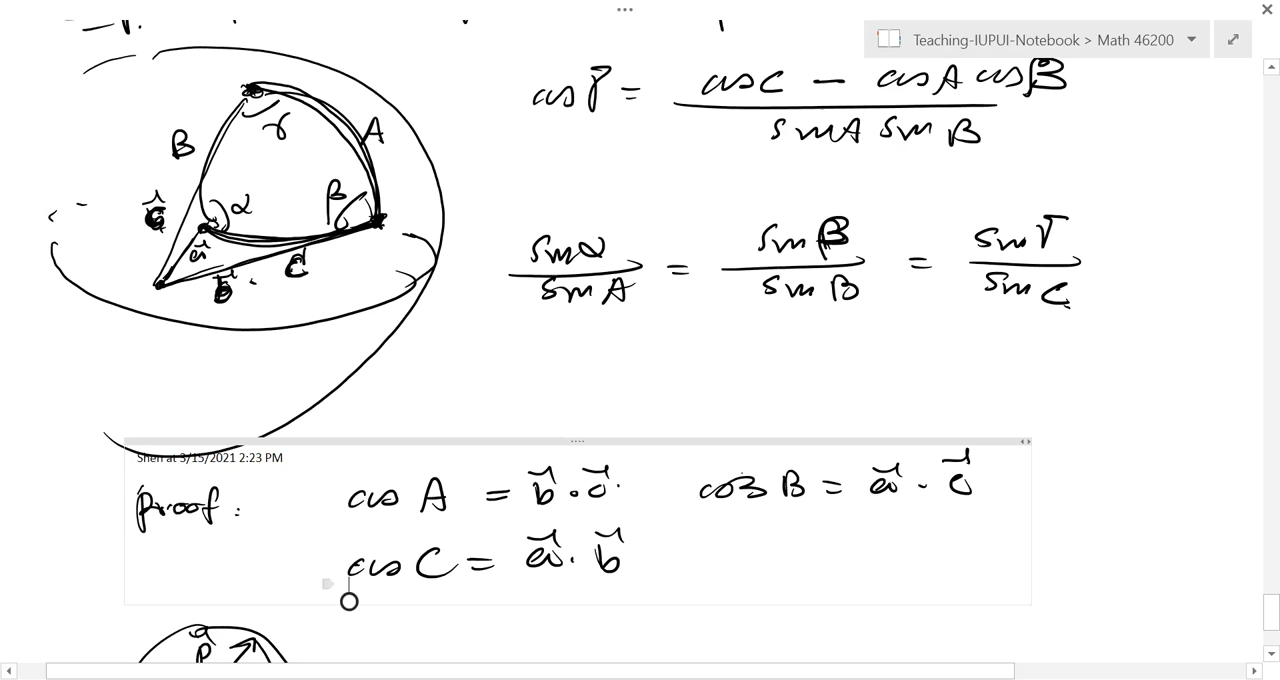 Teaching-IUPUI-Notebook > Math 46200
cos γ = (cos C − cos A cos B) / (sin A sin B)
γ
A
B
β
α
c⃗
a⃗
C
b⃗
sin α / sin A = sin β / sin B = sin γ / sin C
Shen at 3/15/2021 2:23 PM
Proof : cos A = b⃗ · c⃗ cos B = a⃗ · c⃗
cos C = a⃗ · b⃗
P